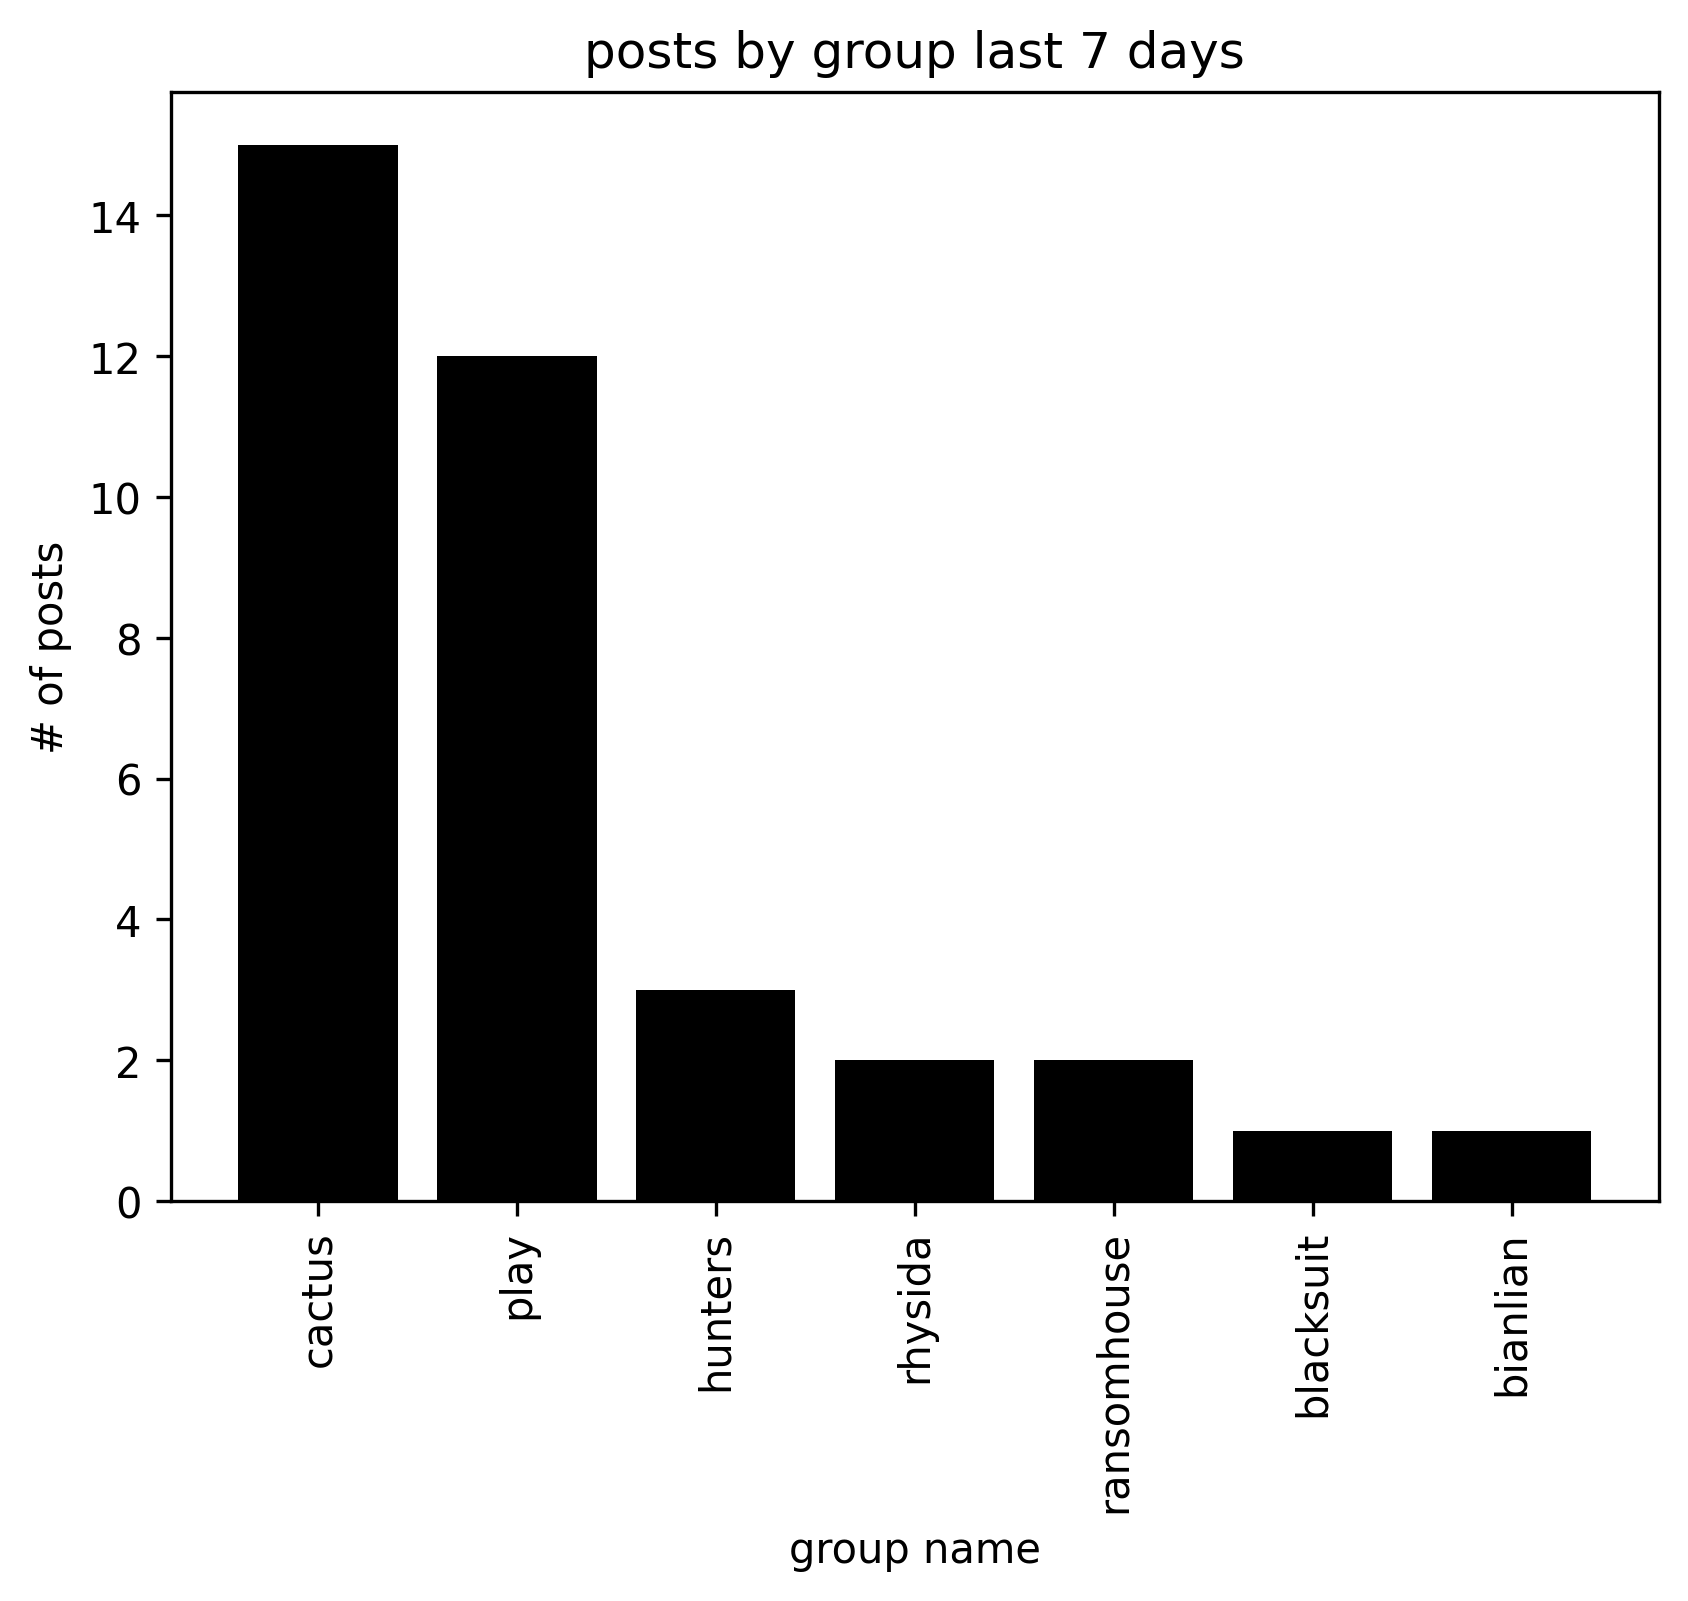 posts by group last 7 days
# of posts
14
12
10
8
6
4
2
0
cactus
play
hunters
rhysida
ransomhouse
blacksuit
bianlian
group name